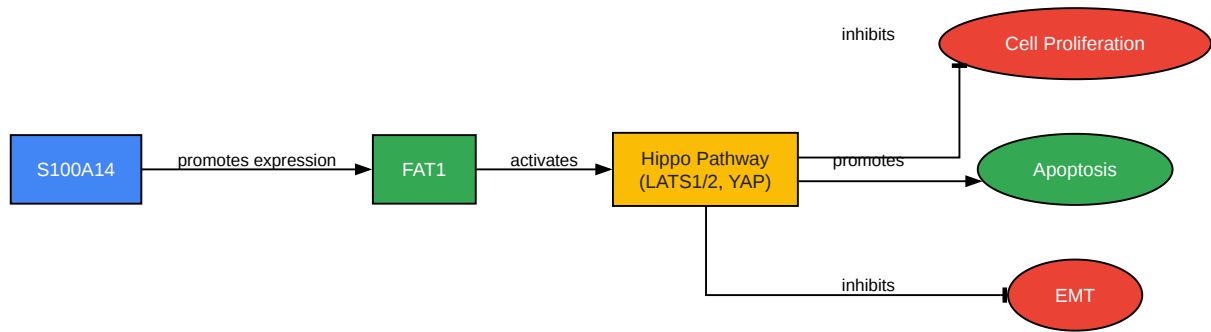 inhibits
Cell Proliferation
S100A14
promotes expression
FAT1
activates
Hippo Pathway
(LATS1/2, YAP)
promotes
Apoptosis
inhibits
EMT